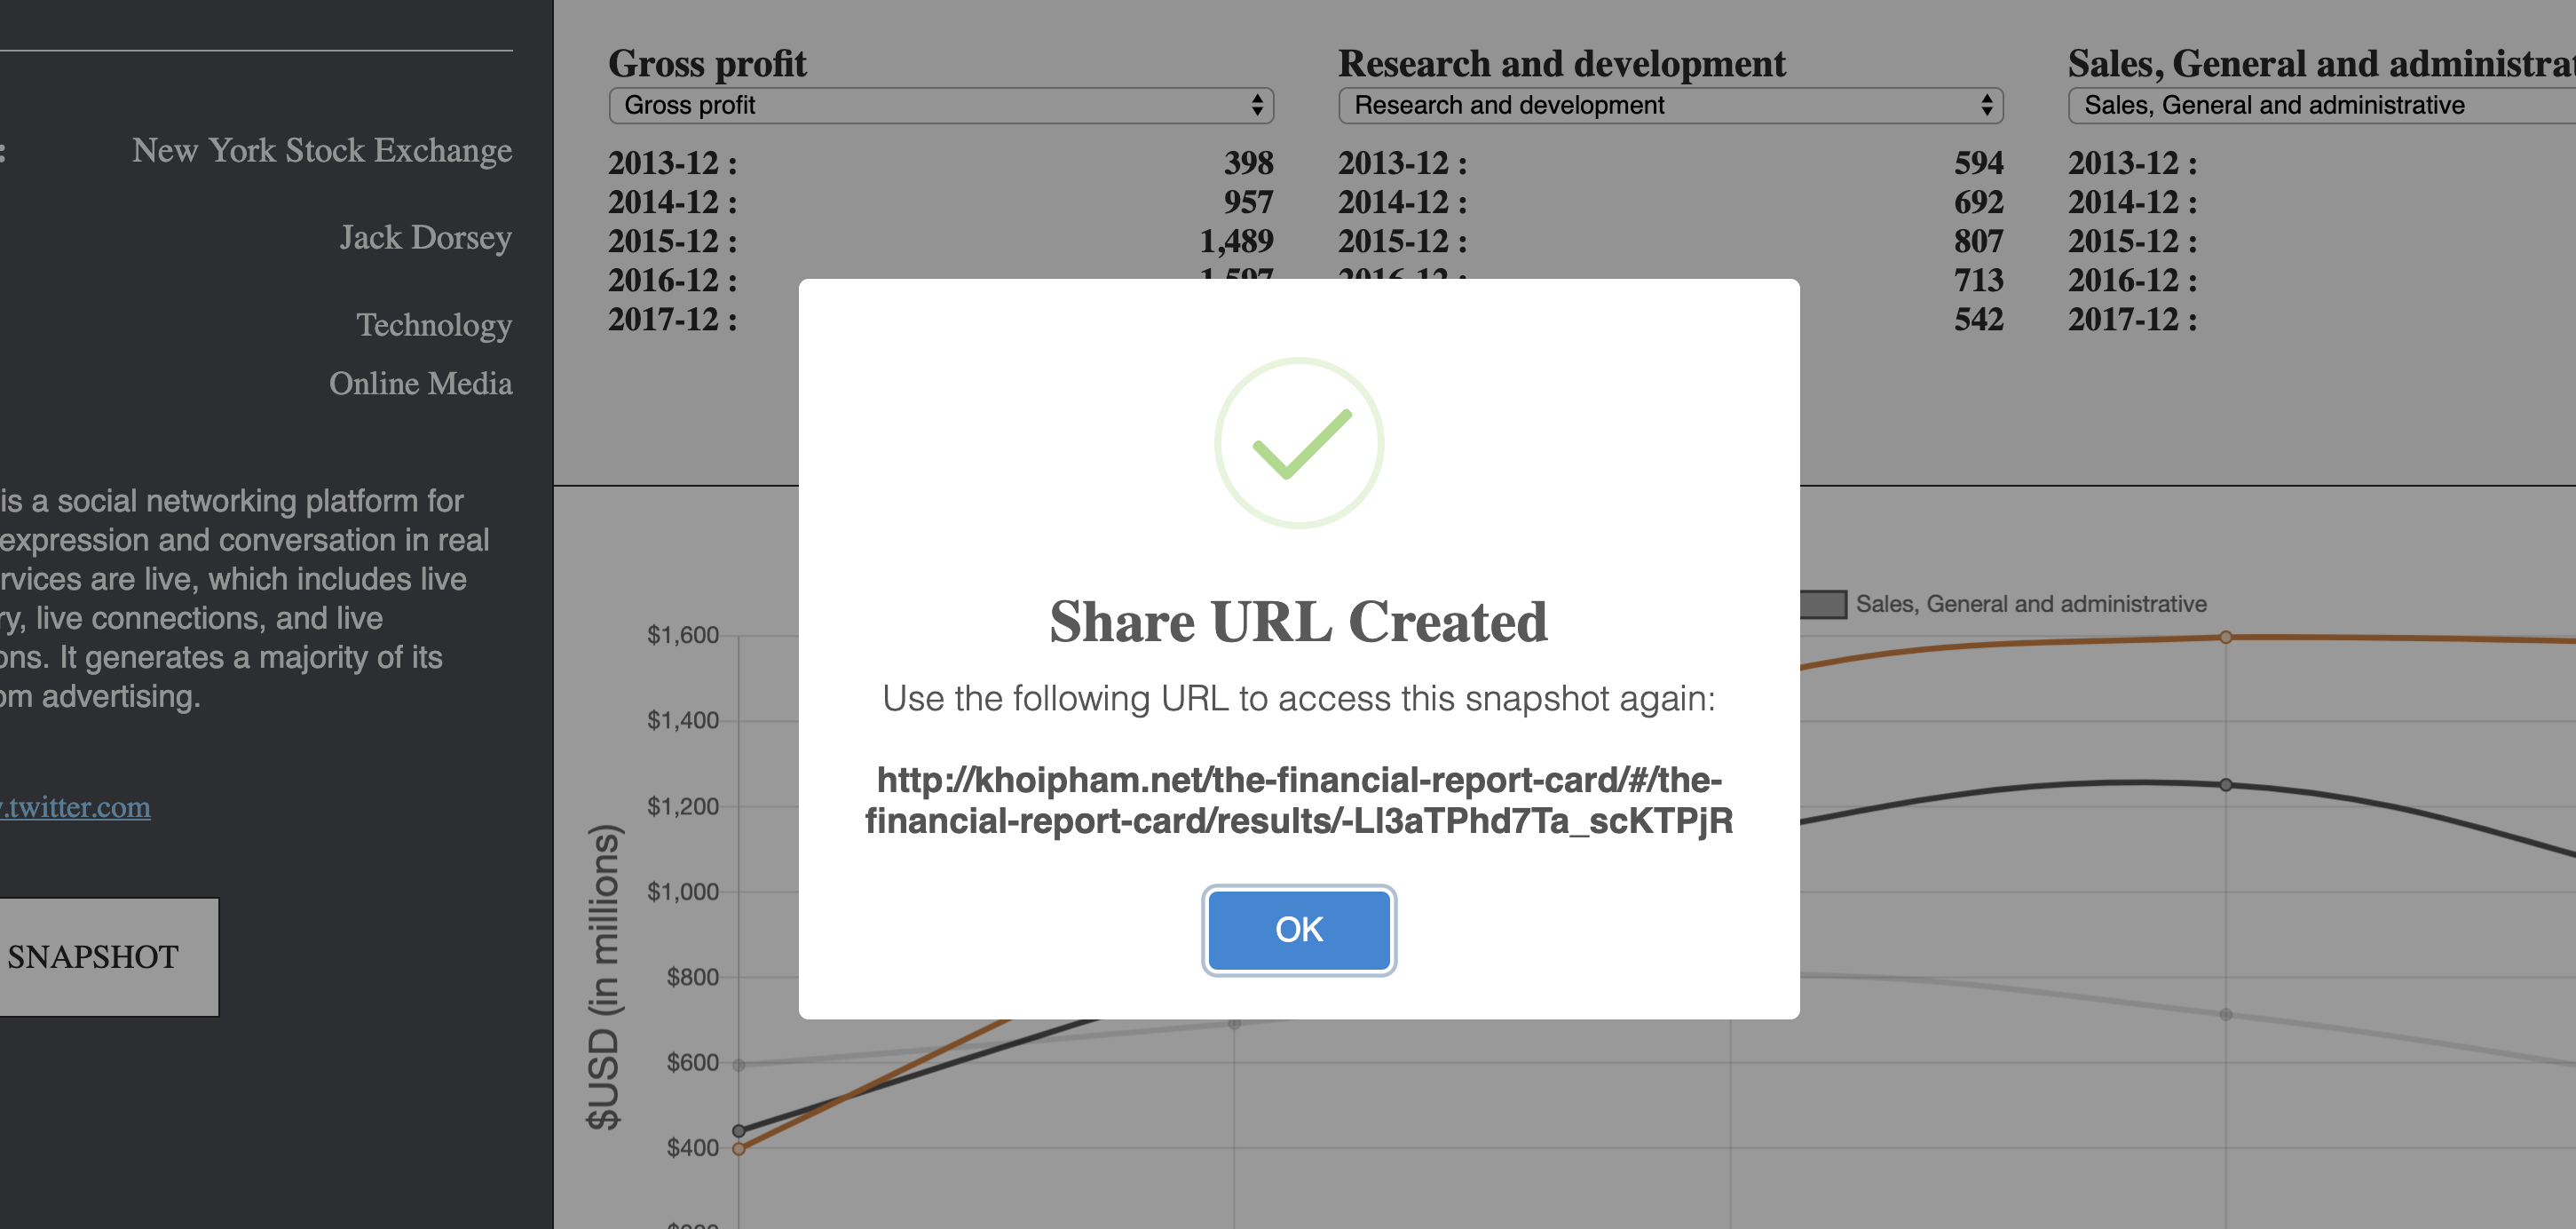 :
New York Stock Exchange
Jack Dorsey
Technology
Online Media
is a social networking platform for
expression and conversation in real
rvices are live, which includes live
ry, live connections, and live
ons. It generates a majority of its
om advertising.
.twitter.com
SNAPSHOT
Gross profit
Gross profit
2013-12 : 398
2014-12 : 957
2015-12 : 1,489
2016-12 : 1,597
2017-12 :
Research and development
Research and development
2013-12 : 594
2014-12 : 692
2015-12 : 807
2016-12 : 713
542
Sales, General and administrat
Sales, General and administrative
2013-12 :
2014-12 :
2015-12 :
2016-12 :
2017-12 :
Share URL Created
Use the following URL to access this snapshot again:
http://khoipham.net/the-financial-report-card/#/the-
financial-report-card/results/-Ll3aTPhd7Ta_scKTPjR
OK
Sales, General and administrative
$USD (in millions)
$1,600
$1,400
$1,200
$1,000
$800
$600
$400